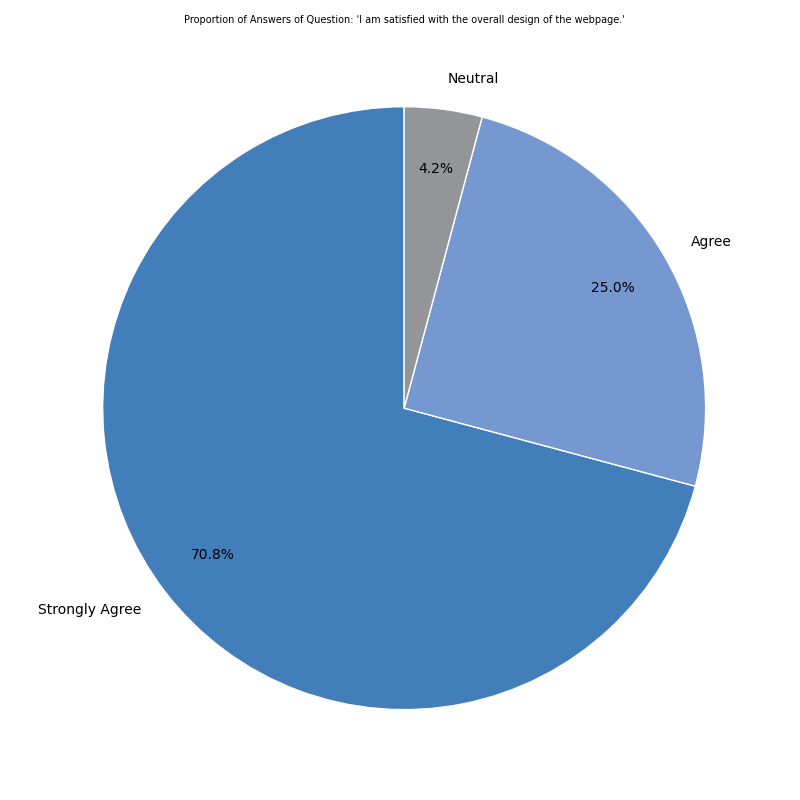 Proportion of Answers of Question: 'I am satisfied with the overall design of the webpage.'
Neutral
4.2%
Agree
25.0%
70.8%
Strongly Agree